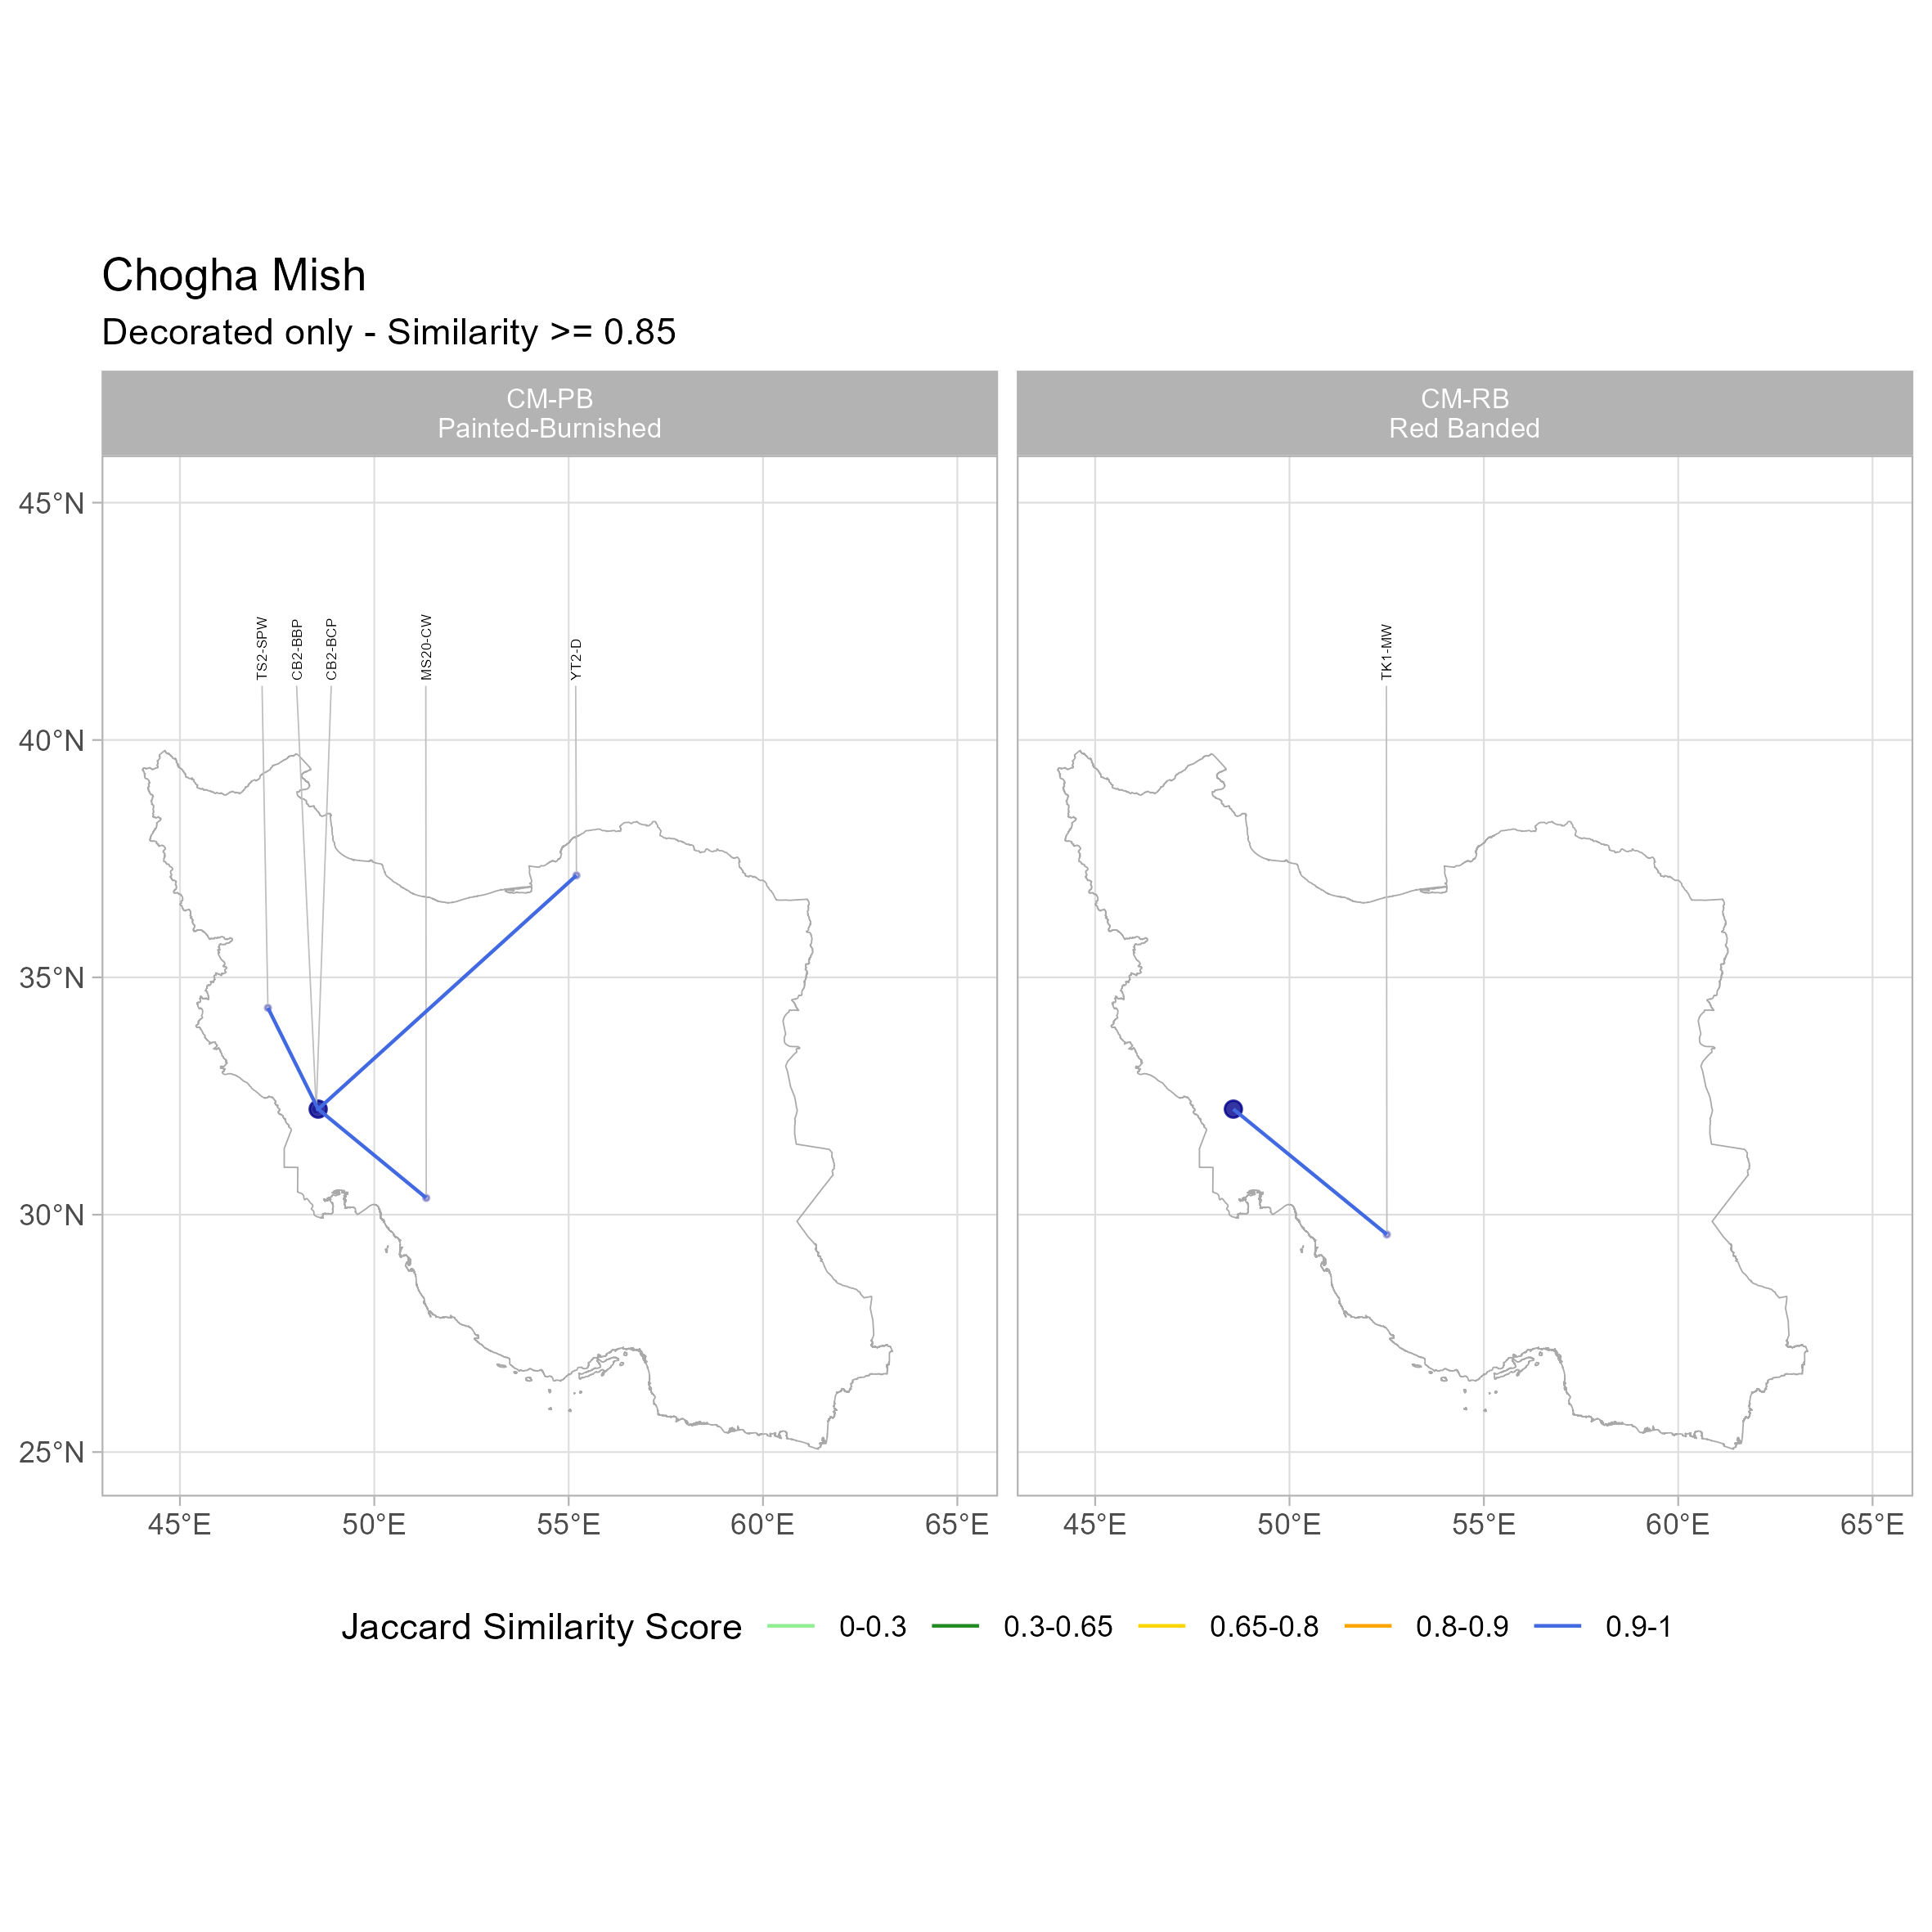 Chogha Mish
Decorated only - Similarity >= 0.85
CM-PB
Painted-Burnished
CM-RB
Red Banded
45°N
40°N
35°N
30°N
25°N
TS2-SPW
CB2-BBP
CB2-BCP
MS20-CW
YT2-D
TK1-MW
45°E 50°E 55°E 60°E 65°E
45°E 50°E 55°E 60°E 65°E
Jaccard Similarity Score 0-0.3 0.3-0.65 0.65-0.8 0.8-0.9 0.9-1